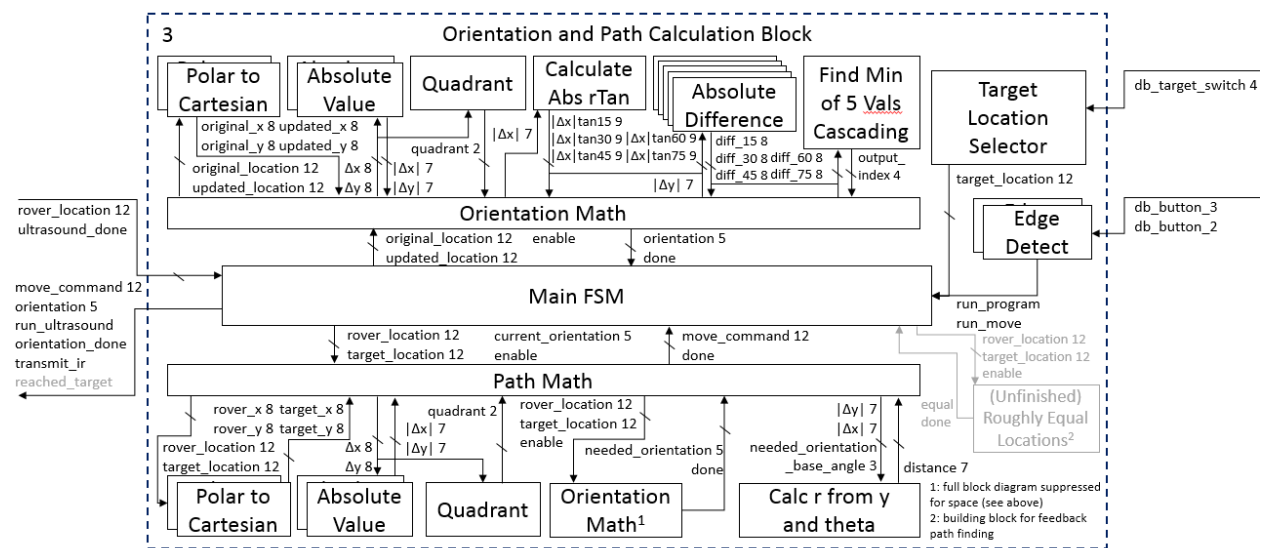 3
Orientation and Path Calculation Block
Polar to
Cartesian
Absolute
Value
Quadrant
Calculate
Abs rTan
Absolute
Difference
Find Min
of 5 Vals
Cascading
Target
Location
Selector
db_target_switch 4
original_x 8 updated_x 8
original_y 8 updated_y 8
original_location 12
updated_location 12
Δx 8
Δy 8
|Δx| 7
|Δy| 7
quadrant 2
|Δx| 7
|Δx|tan15 9
|Δx|tan30 9 |Δx|tan60 9
|Δx|tan45 9 |Δx|tan75 9
|Δy| 7
diff_15 8
diff_30 8 diff_60 8
diff_45 8 diff_75 8
output_
index 4
target_location 12
Orientation Math
Edge
Detect
db_button_3
db_button_2
rover_location 12
ultrasound_done
original_location 12 enable
updated_location 12
orientation 5
done
Main FSM
run_program
run_move
move_command 12
orientation 5
run_ultrasound
orientation_done
transmit_ir
reached_target
rover_location 12
target_location 12
current_orientation 5
enable
move_command 12
done
rover_location 12
target_location 12
enable
Path Math
equal
done
(Unfinished)
Roughly Equal
Locations2
rover_x 8 target_x 8
rover_y 8 target_y 8
rover_location 12
target_location 12
Δx 8
Δy 8
|Δx| 7
|Δy| 7
quadrant 2
rover_location 12
target_location 12
enable
needed_orientation 5
done
|Δy| 7
|Δx| 7
needed_orientation
_base_angle 3
distance 7
Polar to
Cartesian
Absolute
Value
Quadrant
Orientation
Math1
Calc r from y
and theta
1: full block diagram suppressed
for space (see above)
2: building block for feedback
path finding